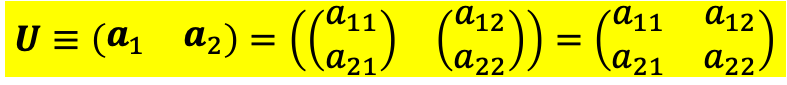 𝑼 ≡ (𝒂₁ 𝒂₂) = ((𝑎₁₁ 𝑎₂₁) (𝑎₁₂ 𝑎₂₂)) = (𝑎₁₁ 𝑎₁₂
𝑎₂₁ 𝑎₂₂)